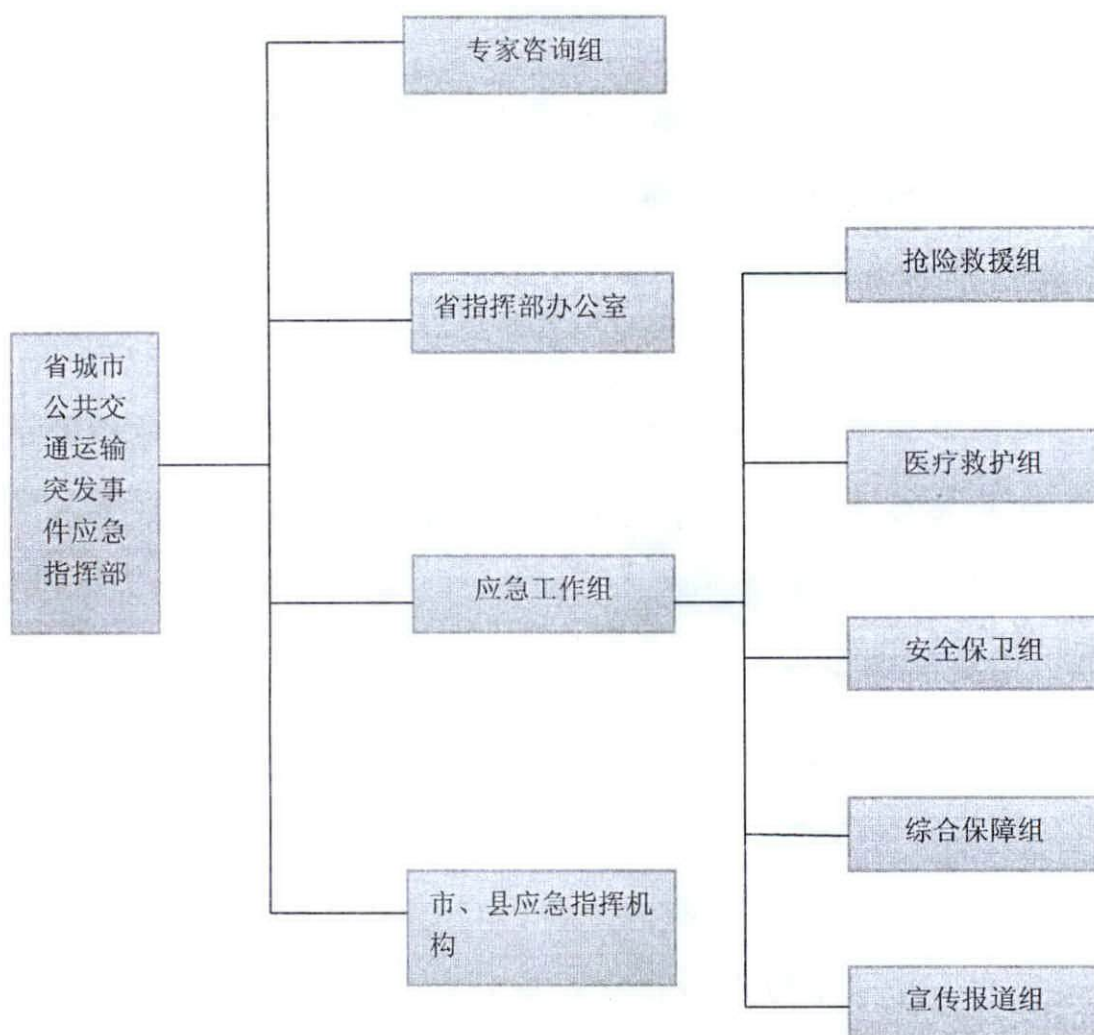 专家咨询组
省指挥部办公室
省城市
公共交
通运输
突发事
件应急
指挥部
应急工作组
市、县应急指挥机
构
抢险救援组
医疗救护组
安全保卫组
综合保障组
宣传报道组